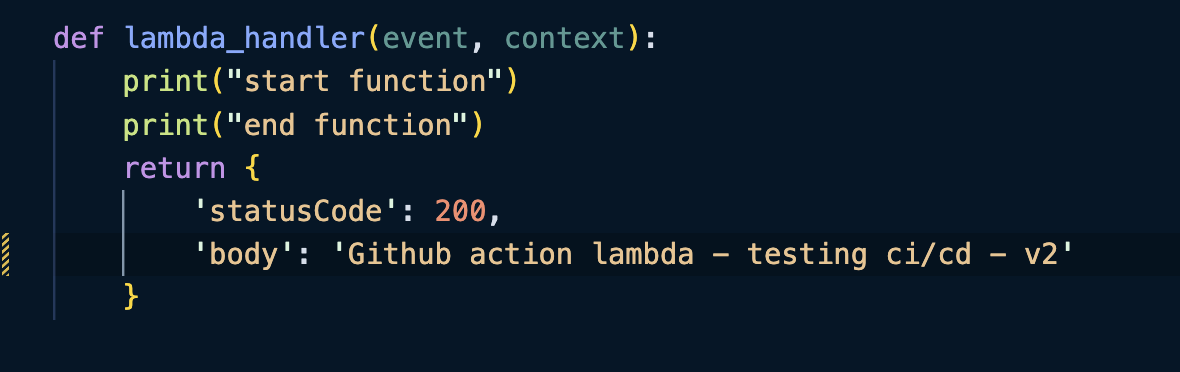 def lambda_handler(event, context):
    print("start function")
    print("end function")
    return {
        'statusCode': 200,
        'body': 'Github action lambda - testing ci/cd - v2'
    }